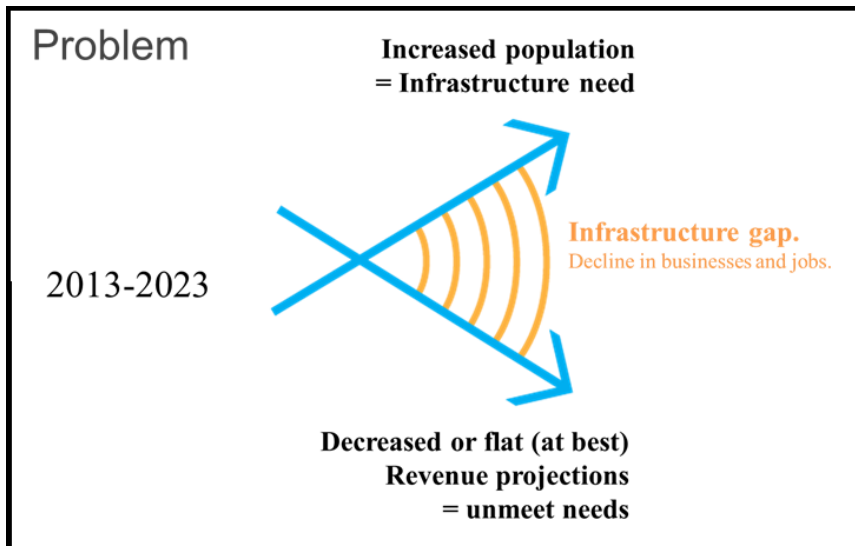 Problem
Increased population
= Infrastructure need
Infrastructure gap.
Decline in businesses and jobs.
2013-2023
Decreased or flat (at best)
Revenue projections
= unmeet needs